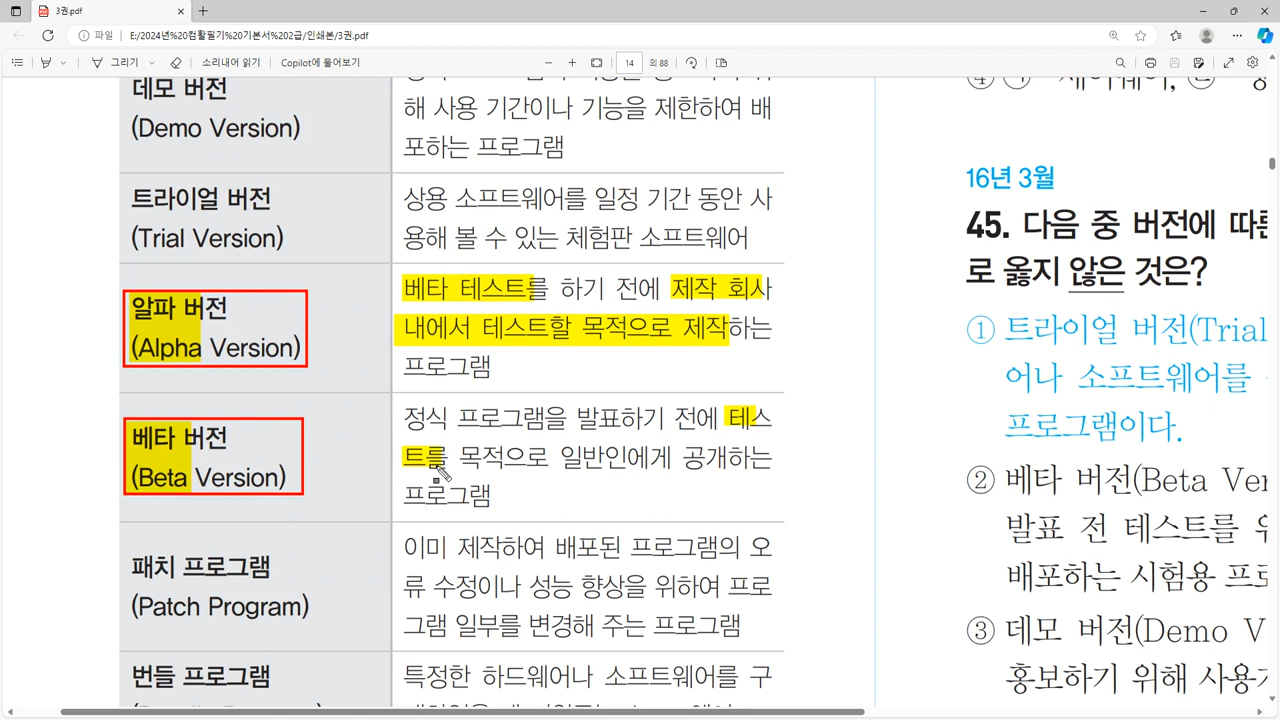 3권.pdf
파일
E:/2024년%20컴활필기%20기본서%202급/인쇄본/3권.pdf
그리기
소리내어 읽기
Copilot에 물어보기
14
의 88
데모 버전
(Demo Version)
해 사용 기간이나 기능을 제한하여 배
포하는 프로그램
트라이얼 버전
(Trial Version)
상용 소프트웨어를 일정 기간 동안 사
용해 볼 수 있는 체험판 소프트웨어
알파 버전
(Alpha Version)
베타 테스트를 하기 전에 제작 회사
내에서 테스트할 목적으로 제작하는
프로그램
베타 버전
(Beta Version)
정식 프로그램을 발표하기 전에 테스
트를 목적으로 일반인에게 공개하는
프로그램
패치 프로그램
(Patch Program)
이미 제작하여 배포된 프로그램의 오
류 수정이나 성능 향상을 위하여 프로
그램 일부를 변경해 주는 프로그램
번들 프로그램
특정한 하드웨어나 소프트웨어를 구
16년 3월
45. 다음 중 버전에 따른
로 옳지 않은 것은?
① 트라이얼 버전(Trial
어나 소프트웨어를
프로그램이다.
② 베타 버전(Beta Ver
발표 전 테스트를 위
배포하는 시험용 프로
③ 데모 버전(Demo V
홍보하기 위해 사용기